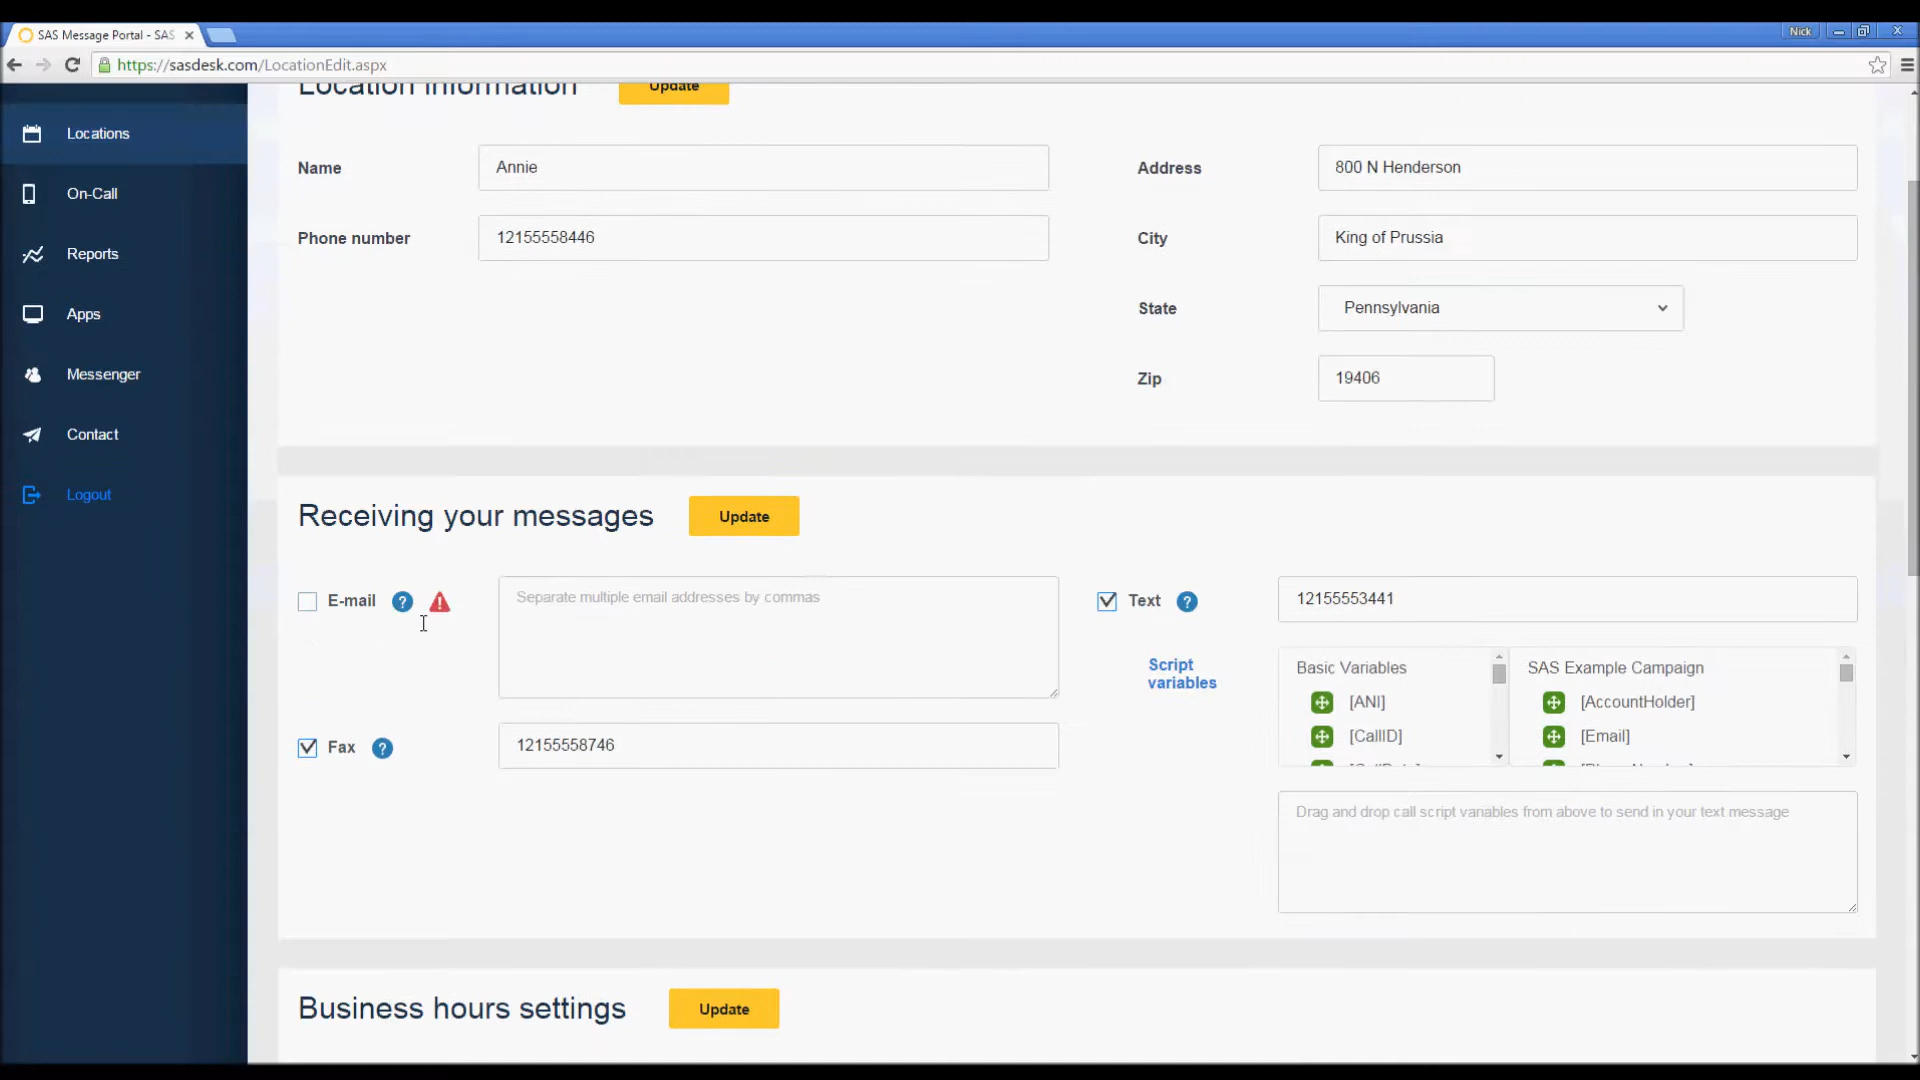 SAS Message Portal - SAS
Nick
https://sasdesk.com/LocationEdit.aspx
Location information
Update
Locations
On-Call
Reports
Apps
Messenger
Contact
Logout
Name
Annie
Address
800 N Henderson
Phone number
12155558446
City
King of Prussia
State
Pennsylvania
Zip
19406
Receiving your messages
Update
E-mail
?
Separate multiple email addresses by commas
Text
?
12155553441
Script
variables
Basic Variables
[ANI]
[CallID]
SAS Example Campaign
[AccountHolder]
[Email]
Fax
?
12155558746
Drag and drop call script variables from above to send in your text message
Business hours settings
Update